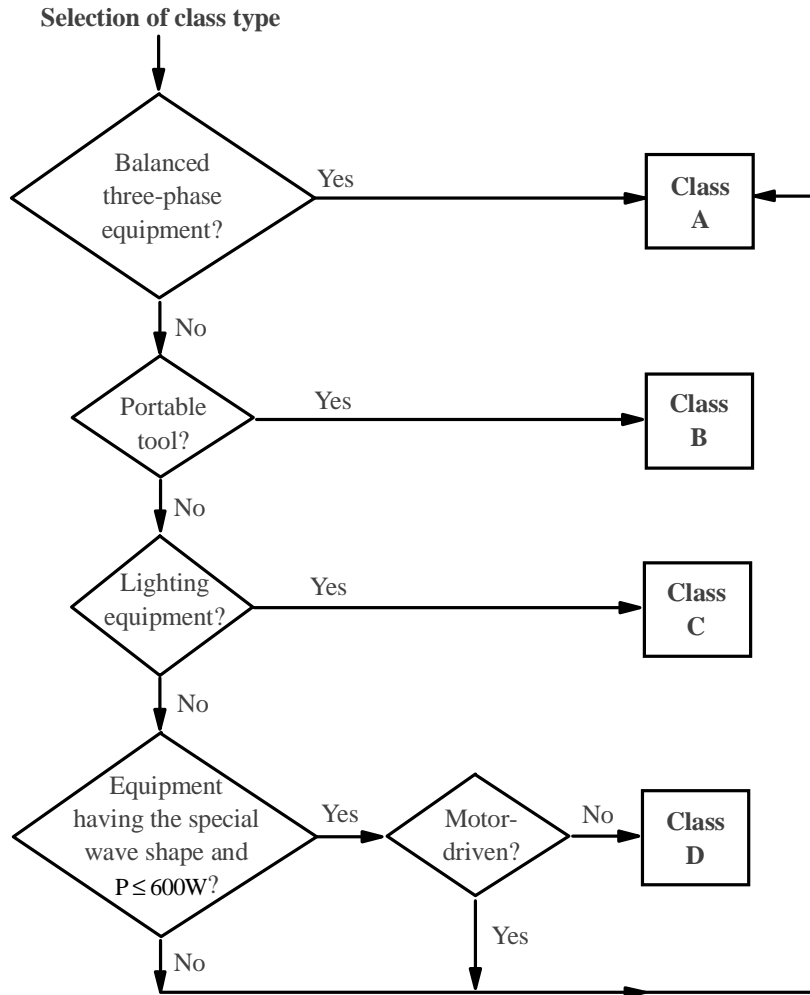 Selection of class type
Balanced
three-phase
equipment?
Yes
Class
A
No
Portable
tool?
Yes
Class
B
No
Lighting
equipment?
Yes
Class
C
No
Equipment
having the special
wave shape and
P ≤ 600W?
Yes
Motor-
driven?
No
Class
D
Yes
No